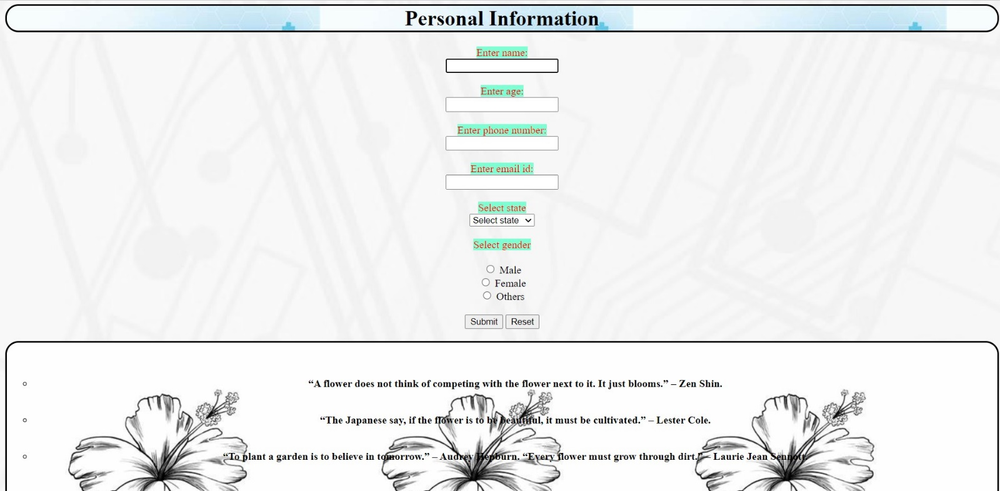 Personal Information
Enter name:
Enter age:
Enter phone number:
Enter email id:
Select state
Select state
Select gender
Male
Female
Others
Submit Reset
“A flower does not think of competing with the flower next to it. It just blooms.” – Zen Shin.
“The Japanese say, if the flower is to be beautiful, it must be cultivated.” – Lester Cole.
“To plant a garden is to believe in tomorrow.” – Audrey Hepburn. “Every flower must grow through dirt.” – Laurie Jean Sennott.